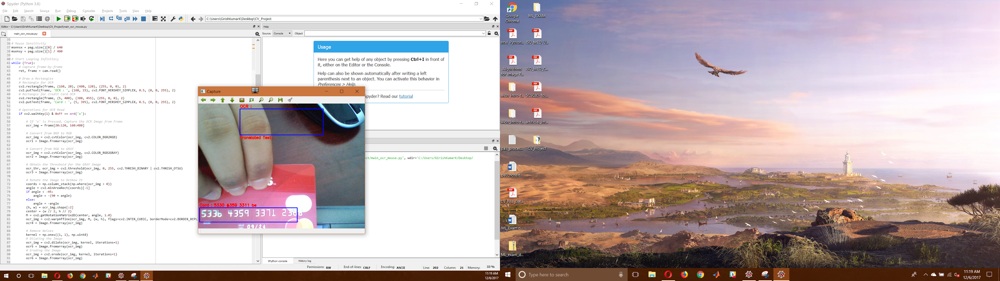 Spyder (Python 3.6)
File Edit Search Source Run Debug Consoles Projects Tools View Help
C:\Users\GirishKumarK\Desktop\CV_Project
Editor - C:\Users\GirishKumarK\Desktop\CV_Project\main_ocr_mouse.py
main_ocr_mouse.py
35
36 # Mouse Sensitivity
37 msensx = pag.size()[0] / 640
38 msensy = pag.size()[1] / 480
39
40 # Start Looping Infinitely
41 while (True):
42 # Capture frame-by-frame
43 ret, frame = cam.read()
44
45 # Draw a Rectangles
46 # Rectangle for OCR
47 cv2.rectangle(frame, (160, 20), (480, 120), (255, 0, 0), 2)
48 cv2.putText(frame, 'OCR : ', (160, 15), cv2.FONT_HERSHEY_SIMPLEX, 0.5, (0, 0, 255), 2)
49 # Rectangle for Credit Card OCR
50 cv2.rectangle(frame, (5, 400), (380, 455), (255, 0, 0), 2)
51 cv2.putText(frame, 'Card : ', (5, 395), cv2.FONT_HERSHEY_SIMPLEX, 0.5, (0, 0, 255), 2)
52
53 # Operations for OCR Read
54 if cv2.waitKey(1) & 0xFF == ord('o'):
55
56 # If 'o' is Pressed, Capture the OCR Image from Frame
57 ocr_img = frame[20:120, 160:480]
58
59 # Convert from BGR to RGB
60 ocr_img = cv2.cvtColor(ocr_img, cv2.COLOR_BGR2RGB)
61 ocr1 = Image.fromarray(ocr_img)
62
63 # Convert from RGB to GRAY
64 ocr_img = cv2.cvtColor(ocr_img, cv2.COLOR_RGB2GRAY)
65 ocr2 = Image.fromarray(ocr_img)
66
67 # Obtain the Threshold for the GRAY Image
68 ocr_thr, ocr_img = cv2.threshold(ocr_img, 0, 255, cv2.THRESH_BINARY | cv2.THRESH_OTSU)
69 ocr3 = Image.fromarray(ocr_img)
70
71 # Rotate the Image to DeSkew It
72 coords = np.column_stack(np.where(ocr_img > 0))
73 angle = cv2.minAreaRect(coords)[-1]
74 if angle < -45:
75 angle = -(90 + angle)
76 else:
77 angle = -angle
78 (h, w) = ocr_img.shape[:2]
79 center = (w // 2, h // 2)
80 M = cv2.getRotationMatrix2D(center, angle, 1.0)
81 ocr_img = cv2.warpAffine(ocr_img, M, (w, h), flags=cv2.INTER_CUBIC, borderMode=cv2.BORDER_REPL
82 ocr4 = Image.fromarray(ocr_img)
83
84 # Remove Noises
85 kernel = np.ones((1, 1), np.uint8)
86 # Dilating the Image
87 ocr_img = cv2.dilate(ocr_img, kernel, iterations=1)
88 ocr5 = Image.fromarray(ocr_img)
89 # Eroding the Image
90 ocr_img = cv2.erode(ocr_img, kernel, iterations=1)
91 ocr6 = Image.fromarray(ocr_img)
92
Help
Source Console Object
Usage
Here you can get help of any object by pressing Ctrl+I in front of
it, either on the Editor or the Console.
Help can also be shown automatically after writing a left
parenthesis next to an object. You can activate this behavior in
Preferences > Help.
Spyder? Read our tutorial
Capture
OCR :
Translated Text :
Card :
09/24
ct/main_ocr_mouse.py', wdir='C:/Users/GirishKumarK/Desktop/
IPython console History log
Permissions: RW End-of-lines: CRLF Encoding: ASCII Line: 202 Column: 21 Memory: 33 %
11:19 AM
12/6/2017
Google
Chrome
ML_EXAM
Intel_Python...
ISO_MED_U...
Algorithms
for Image P...
ISO_MED_C...
wksh_intro-t...
SCSC80-Tol...
wksh_intro-t...
artificial_int...
pa3_proces...
CV_Project
pa3_note.d...
CV_PA3_GIR...
ML_Exam.d...
ML_exam_d...
Type here to search
11:19 AM
12/6/2017